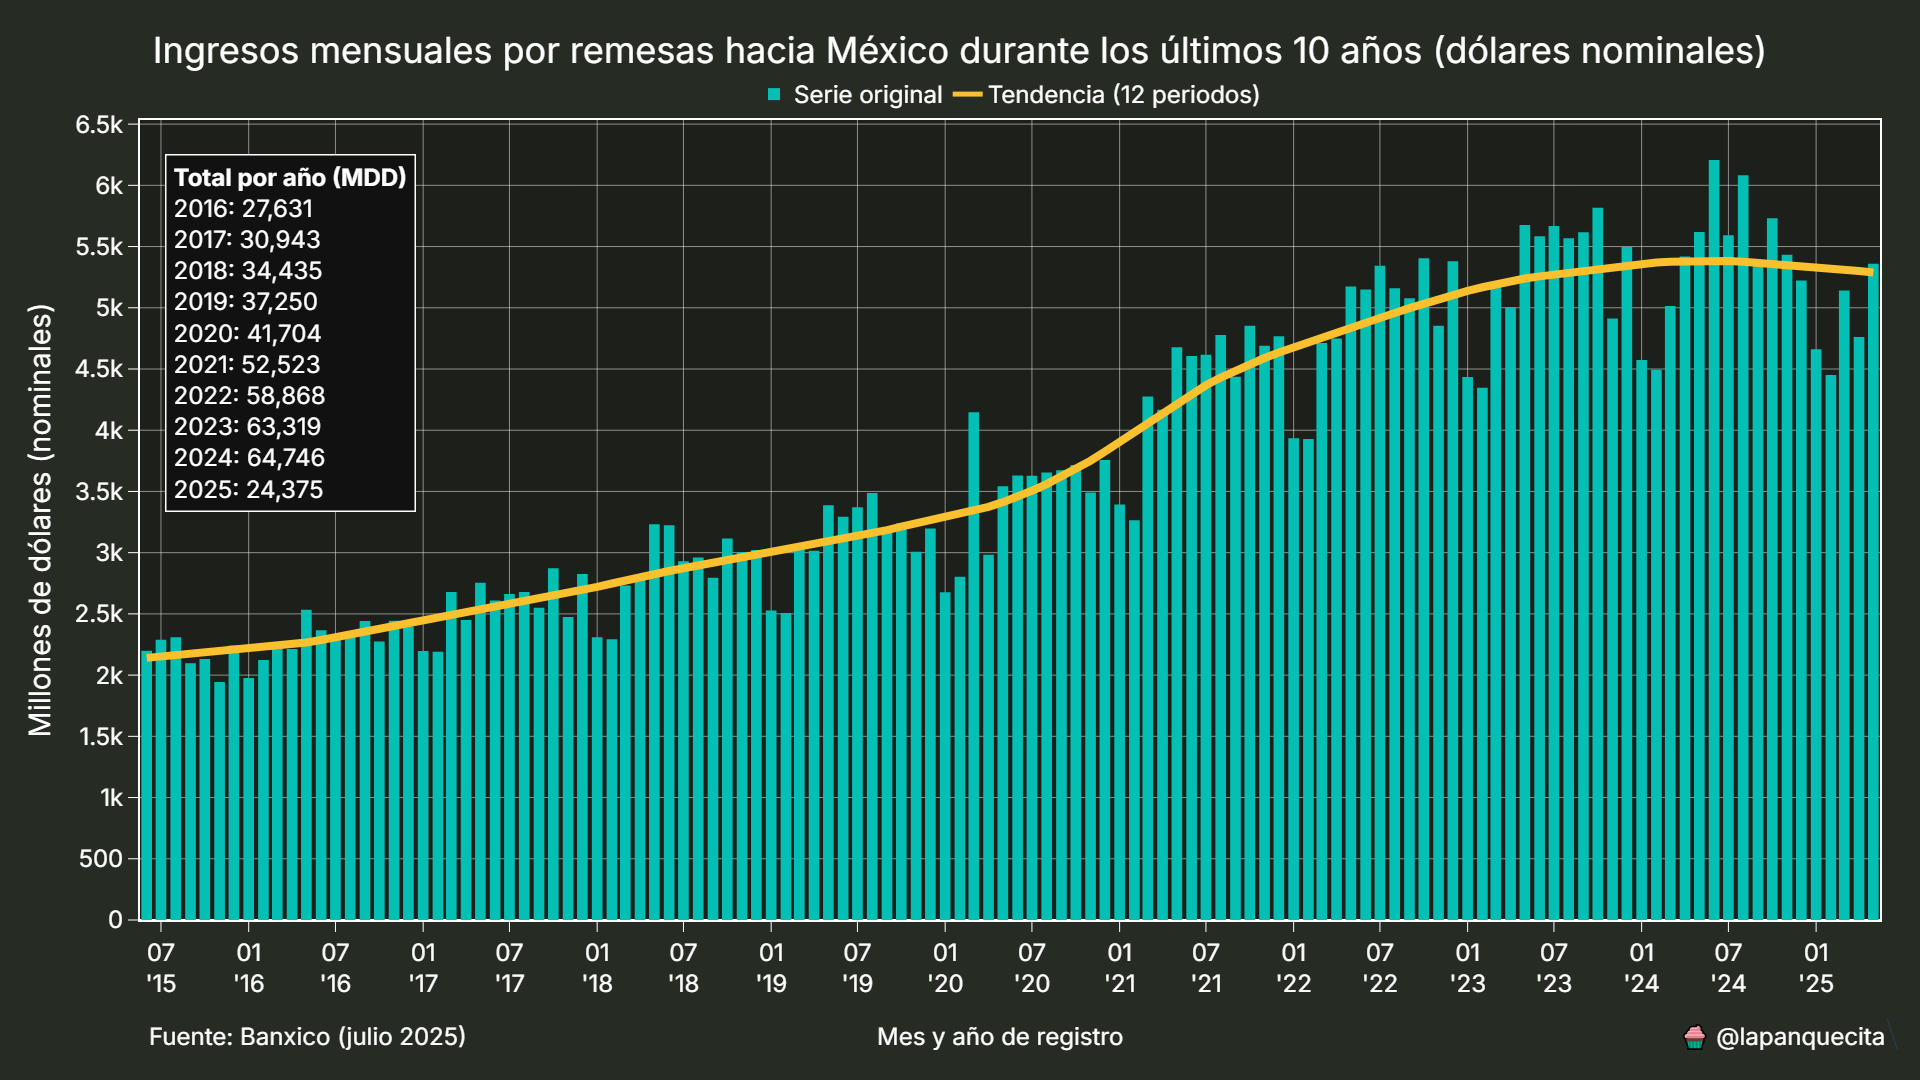 Ingresos mensuales por remesas hacia México durante los últimos 10 años (dólares nominales)
Serie original Tendencia (12 periodos)
Millones de dólares (nominales)
6.5k
6k
5.5k
5k
4.5k
4k
3.5k
3k
2.5k
2k
1.5k
1k
500
0
Total por año (MDD)
2016: 27,631
2017: 30,943
2018: 34,435
2019: 37,250
2020: 41,704
2021: 52,523
2022: 58,868
2023: 63,319
2024: 64,746
2025: 24,375
07 01 07 01 07 01 07 01 07 01 07 01 07 01 07 01 07 01 07 01
'15 '16 '16 '17 '17 '18 '18 '19 '19 '20 '20 '21 '21 '22 '22 '23 '23 '24 '24 '25
Fuente: Banxico (julio 2025) Mes y año de registro @lapanquecita